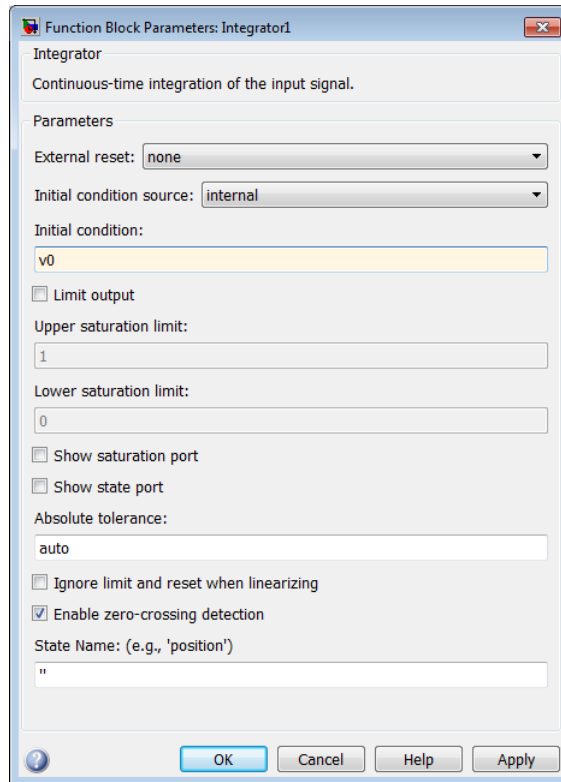 Function Block Parameters: Integrator1
Integrator
Continuous-time integration of the input signal.
Parameters
External reset: none
Initial condition source: internal
Initial condition:
v0
Limit output
Upper saturation limit:
1
Lower saturation limit:
0
Show saturation port
Show state port
Absolute tolerance:
auto
Ignore limit and reset when linearizing
Enable zero-crossing detection
State Name: (e.g., 'position')
''
? OK Cancel Help Apply